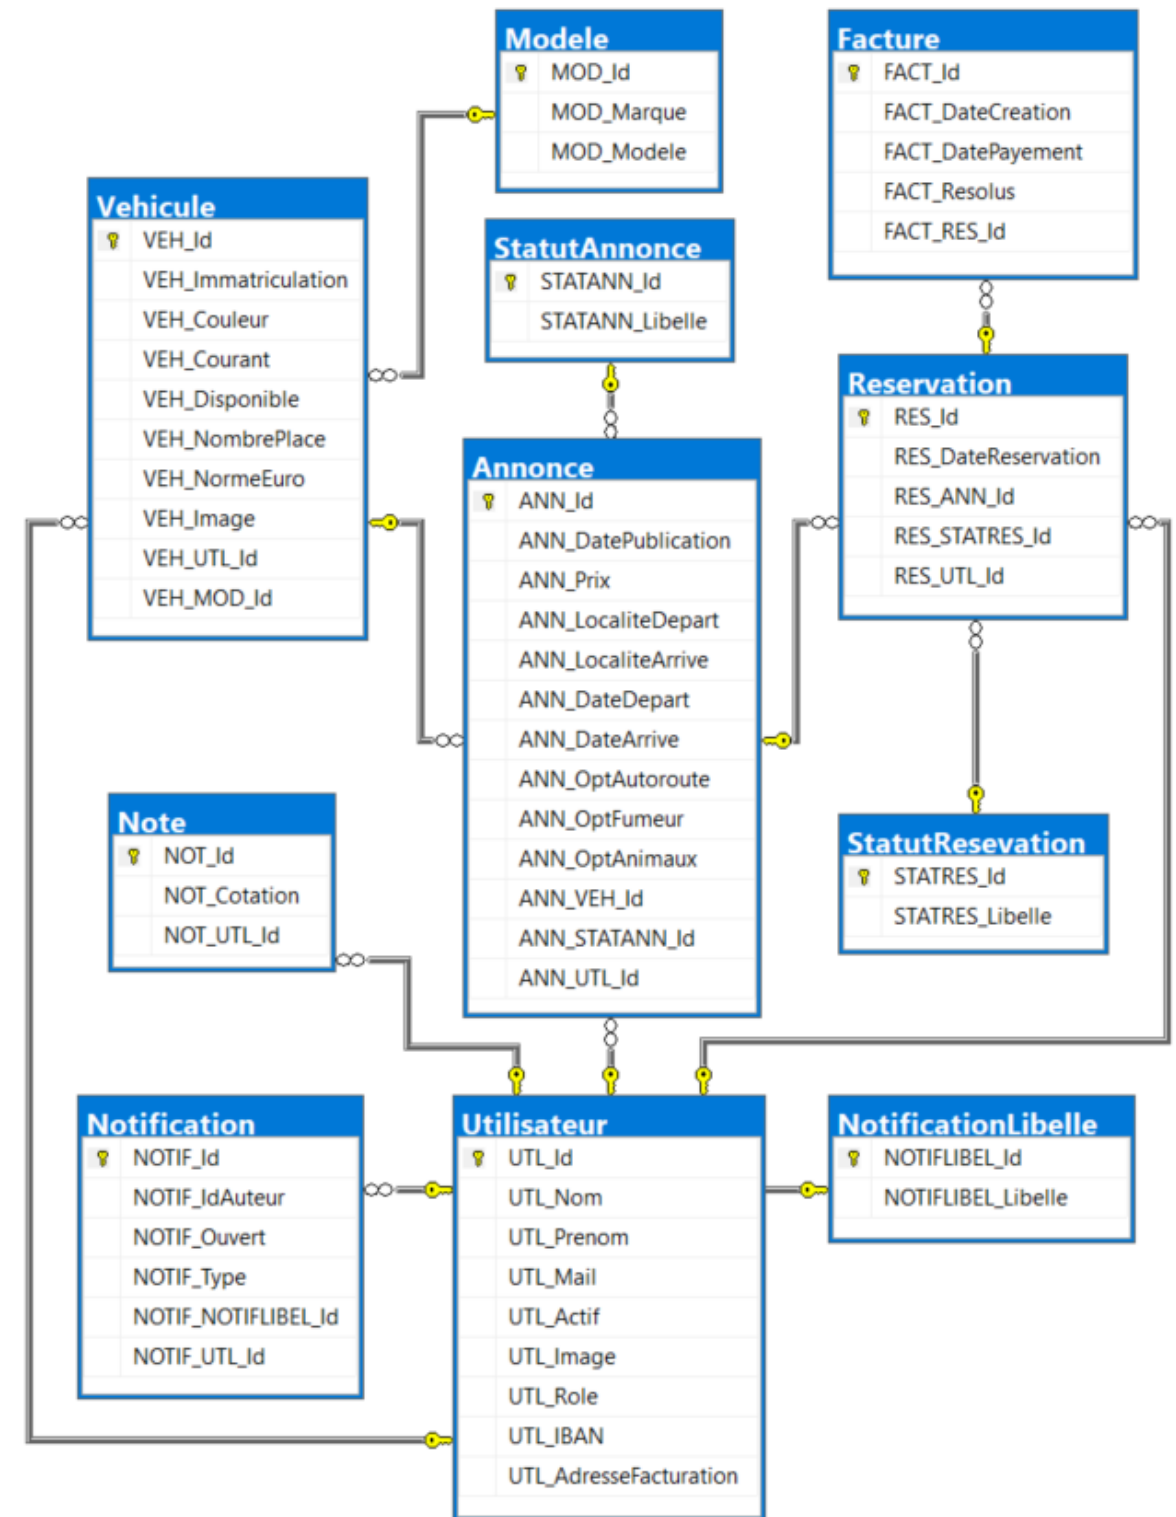 Modele
MOD_Id
MOD_Marque
MOD_Modele
Facture
FACT_Id
FACT_DateCreation
FACT_DatePayement
FACT_Resolus
FACT_RES_Id
Vehicule
VEH_Id
VEH_Immatriculation
VEH_Couleur
VEH_Courant
VEH_Disponible
VEH_NombrePlace
VEH_NormeEuro
VEH_Image
VEH_UTL_Id
VEH_MOD_Id
StatutAnnonce
STATANN_Id
STATANN_Libelle
Reservation
RES_Id
RES_DateReservation
RES_ANN_Id
RES_STATRES_Id
RES_UTL_Id
Annonce
ANN_Id
ANN_DatePublication
ANN_Prix
ANN_LocaliteDepart
ANN_LocaliteArrive
ANN_DateDepart
ANN_DateArrive
ANN_OptAutoroute
ANN_OptFumeur
ANN_OptAnimaux
ANN_VEH_Id
ANN_STATANN_Id
ANN_UTL_Id
Note
NOT_Id
NOT_Cotation
NOT_UTL_Id
StatutResevation
STATRES_Id
STATRES_Libelle
Notification
NOTIF_Id
NOTIF_IdAuteur
NOTIF_Ouvert
NOTIF_Type
NOTIF_NOTIFLIBEL_Id
NOTIF_UTL_Id
Utilisateur
UTL_Id
UTL_Nom
UTL_Prenom
UTL_Mail
UTL_Actif
UTL_Image
UTL_Role
UTL_IBAN
UTL_AdresseFacturation
NotificationLibelle
NOTIFLIBEL_Id
NOTIFLIBEL_Libelle